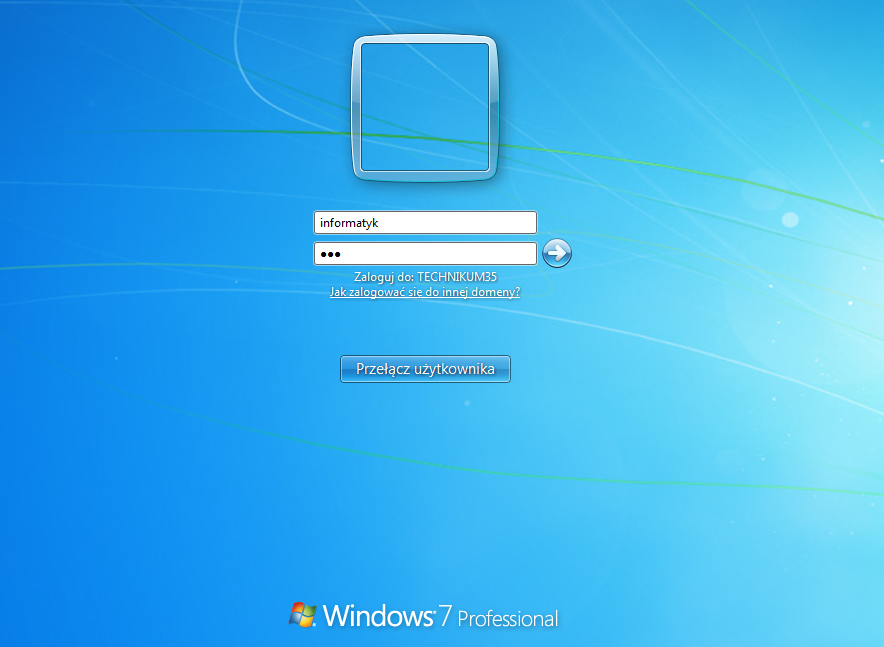 informatyk
●●●
Zaloguj do: TECHNIKUM35
Jak zalogować się do innej domeny?
Przełącz użytkownika
Windows 7 Professional